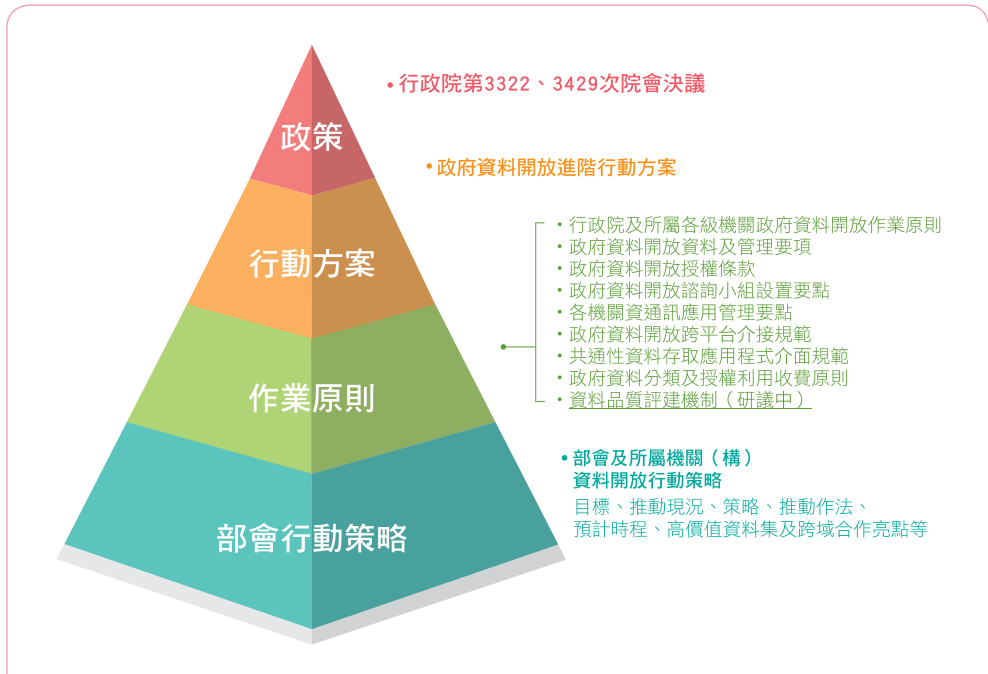 • 行政院第3322、3429次院會決議
政策
• 政府資料開放進階行動方案
行動方案
• 行政院及所屬各級機關政府資料開放作業原則
• 政府資料開放資料及管理要項
• 政府資料開放授權條款
• 政府資料開放諮詢小組設置要點
• 各機關資通訊應用管理要點
• 政府資料開放跨平台介接規範
• 共通性資料存取應用程式介面規範
• 政府資料分類及授權利用收費原則
• 資料品質評建機制（研議中）
作業原則
• 部會及所屬機關（構）
資料開放行動策略
目標、推動現況、策略、推動作法、
預計時程、高價值資料集及跨域合作亮點等
部會行動策略